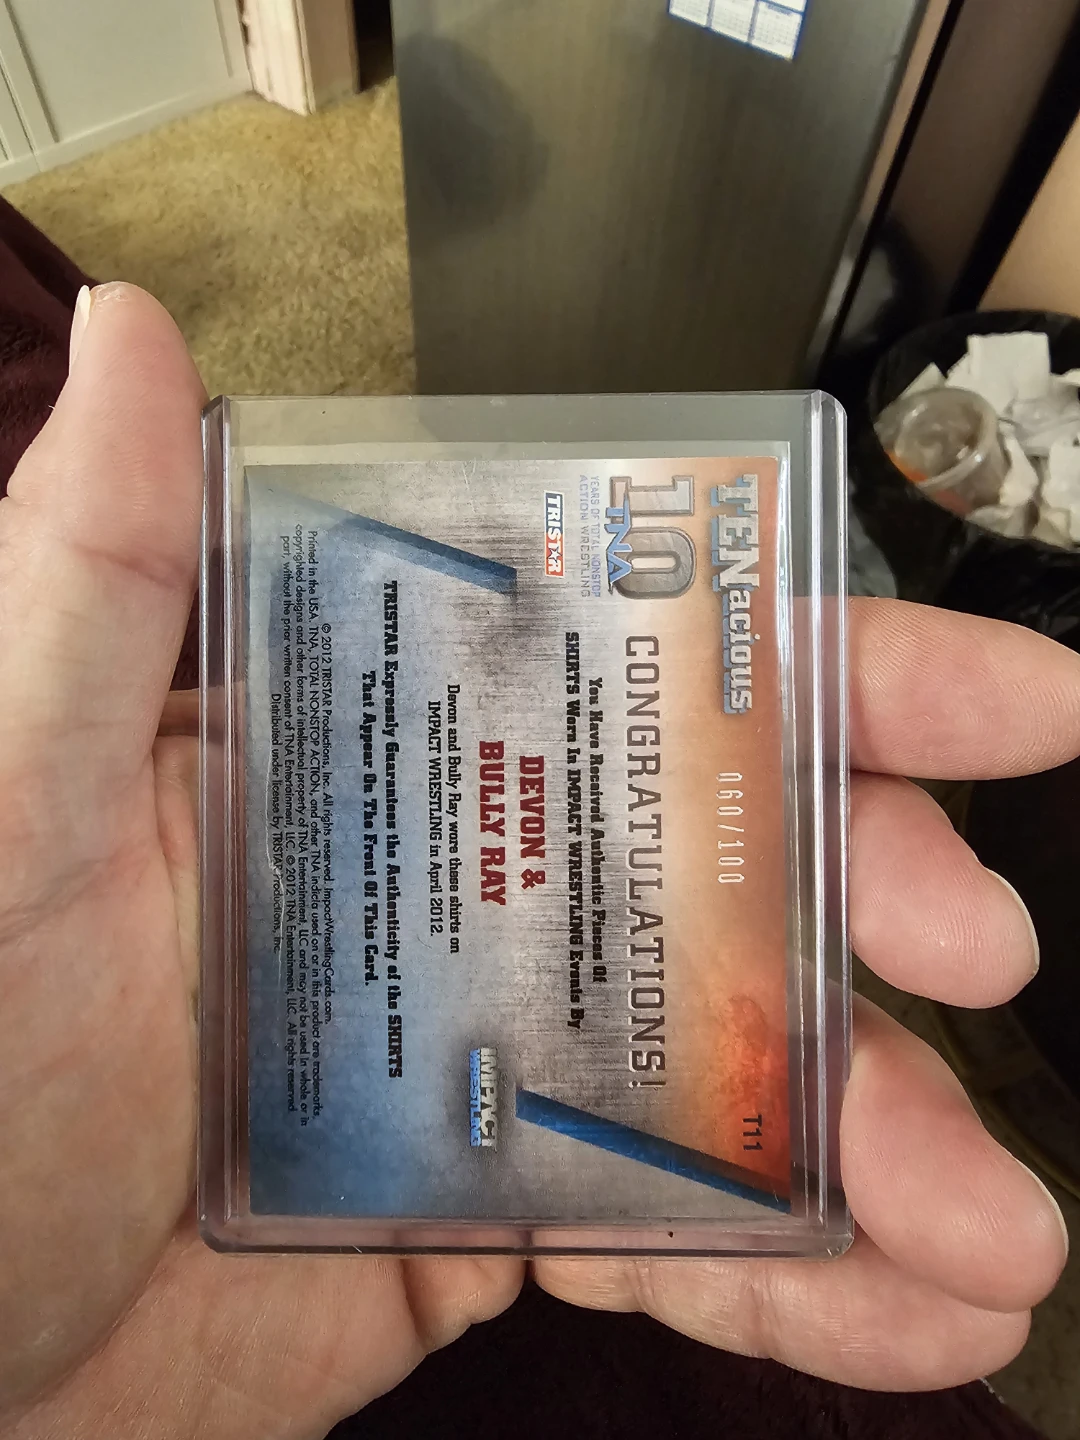 TENacious
060/100
T11
10
TNA
YEARS OF TOTAL NONSTOP
ACTION WRESTLING
TRISTAR
CONGRATULATIONS!
You Have Received Authentic Pieces Of
SHIRTS Worn In IMPACT WRESTLING Events By
DEVON &
BULLY RAY
Devon and Bully Ray wore these shirts on
IMPACT WRESTLING in April 2012.
IMPACT
WRESTLING
TRISTAR Expressly Guarantees the Authenticity of the SHIRTS
That Appear On The Front Of This Card.
© 2012 TRISTAR Productions, Inc. All rights reserved. ImpactWrestlingCards.com.
Printed in the USA. TNA, TOTAL NONSTOP ACTION, and other TNA indicia used on or in this product are trademarks,
copyrighted designs and other forms of intellectual property of TNA Entertainment, LLC and may not be used in whole or in
part, without the prior written consent of TNA Entertainment, LLC. © 2012 TNA Entertainment, LLC. All rights reserved
Distributed under license by TRISTAR Productions, Inc.